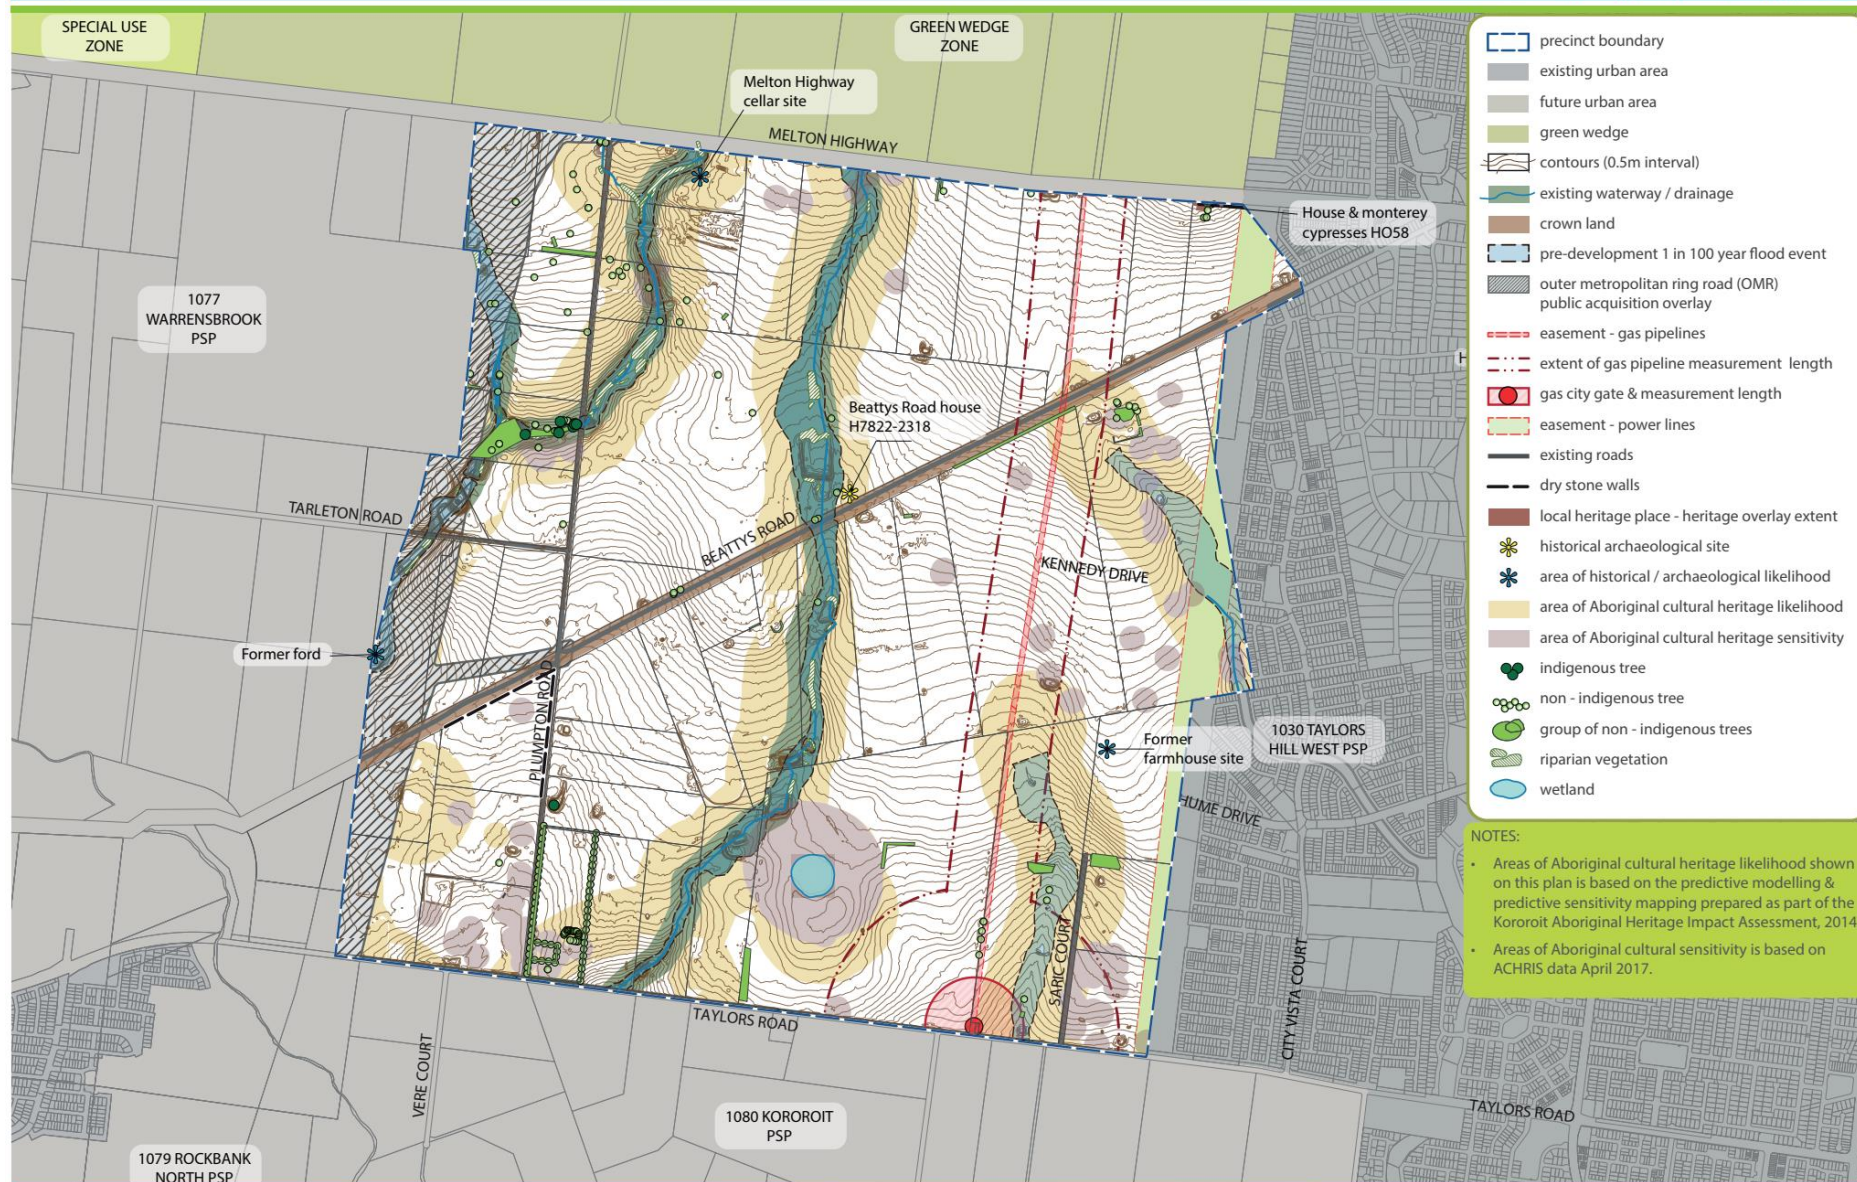 SPECIAL USE
ZONE
GREEN WEDGE
ZONE
Melton Highway
cellar site
MELTON HIGHWAY
House & monterey
cypresses HO58
1077
WARRENSBROOK
PSP
Beattys Road house
H7822-2318
TARLETON ROAD
BEATTYS ROAD
KENNEDY DRIVE
Former ford
PLUMPTON ROAD
Former
farmhouse site
1030 TAYLORS
HILL WEST PSP
HUME DRIVE
SARIC COURT
CITY VISTA COURT
TAYLORS ROAD
VERE COURT
TAYLORS ROAD
1080 KOROROIT
PSP
1079 ROCKBANK
NORTH PSP
H
precinct boundary
existing urban area
future urban area
green wedge
contours (0.5m interval)
existing waterway / drainage
crown land
pre-development 1 in 100 year flood event
outer metropolitan ring road (OMR)
public acquisition overlay
easement - gas pipelines
extent of gas pipeline measurement length
gas city gate & measurement length
easement - power lines
existing roads
dry stone walls
local heritage place - heritage overlay extent
historical archaeological site
area of historical / archaeological likelihood
area of Aboriginal cultural heritage likelihood
area of Aboriginal cultural heritage sensitivity
indigenous tree
non - indigenous tree
group of non - indigenous trees
riparian vegetation
wetland
NOTES:
• Areas of Aboriginal cultural heritage likelihood shown
on this plan is based on the predictive modelling &
predictive sensitivity mapping prepared as part of the
Kororoit Aboriginal Heritage Impact Assessment, 2014
• Areas of Aboriginal cultural sensitivity is based on
ACHRIS data April 2017.